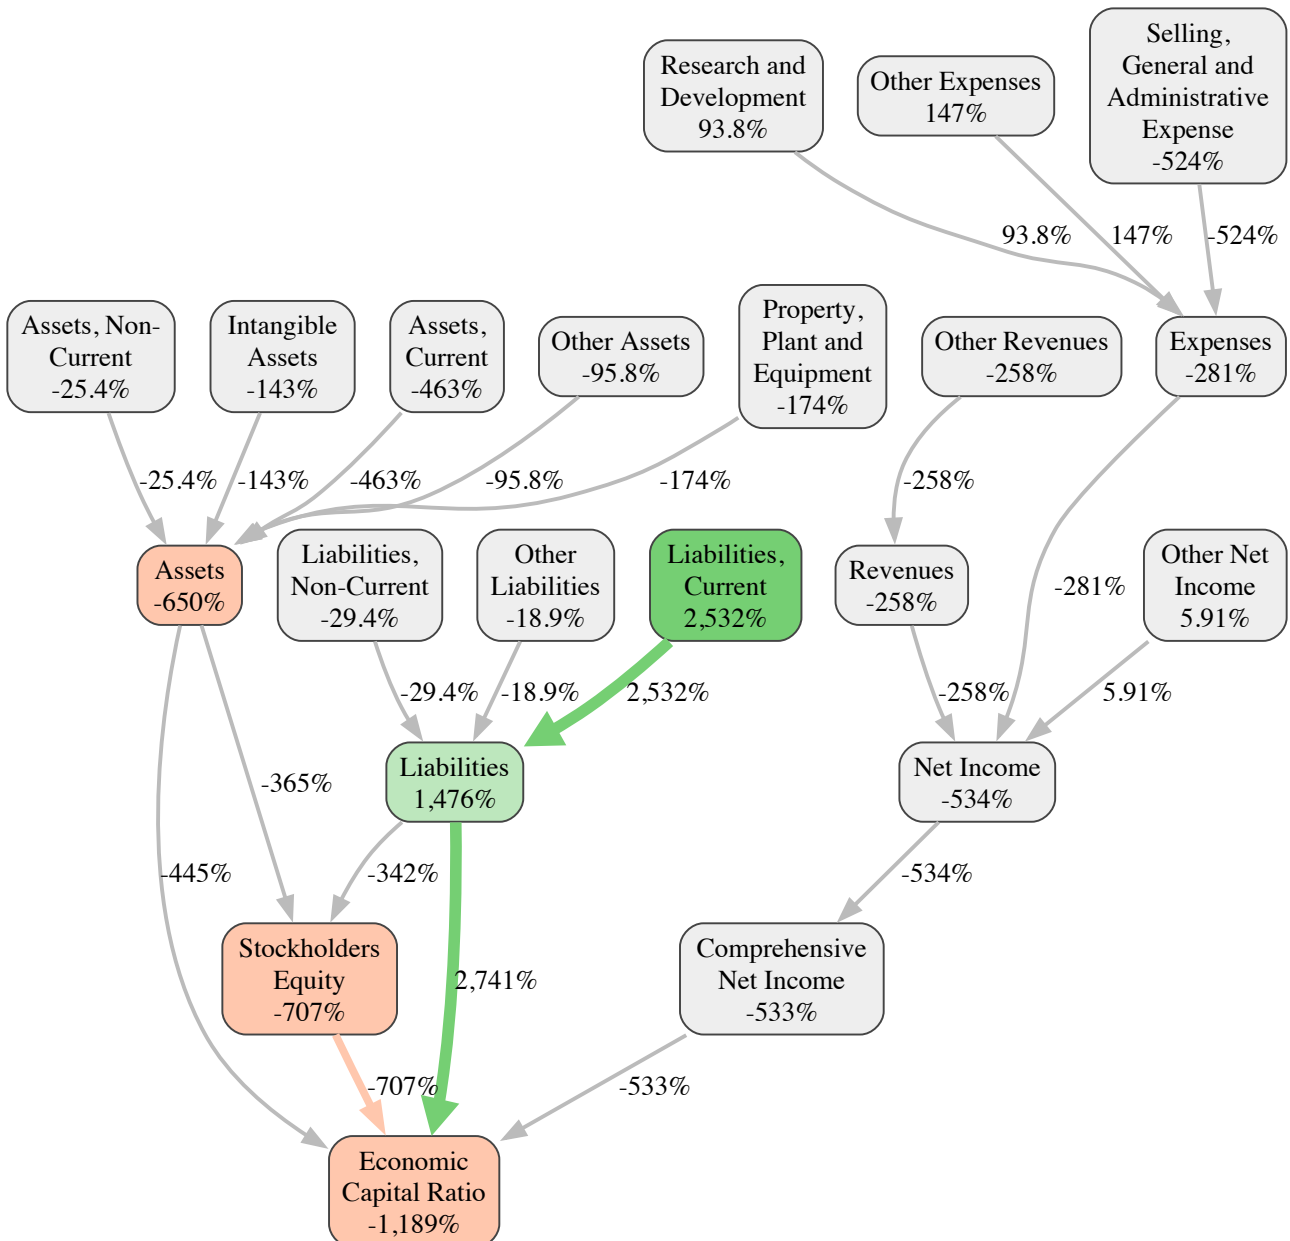 Selling,
General and
Administrative
Expense
-524%
Research and
Development
93.8%
Other Expenses
147%
93.8%
147%
-524%
Assets, Non-
Current
-25.4%
Intangible
Assets
-143%
Assets,
Current
-463%
Other Assets
-95.8%
Property,
Plant and
Equipment
-174%
Other Revenues
-258%
Expenses
-281%
-25.4%
-143%
-463%
-95.8%
-174%
-258%
Assets
-650%
Liabilities,
Non-Current
-29.4%
Other
Liabilities
-18.9%
Liabilities,
Current
2,532%
Revenues
-258%
-281%
Other Net
Income
5.91%
-29.4%
-18.9%
2,532%
-258%
5.91%
-365%
Liabilities
1,476%
Net Income
-534%
-445%
-342%
-534%
Stockholders
Equity
-707%
2,741%
Comprehensive
Net Income
-533%
-707%
-533%
Economic
Capital Ratio
-1,189%